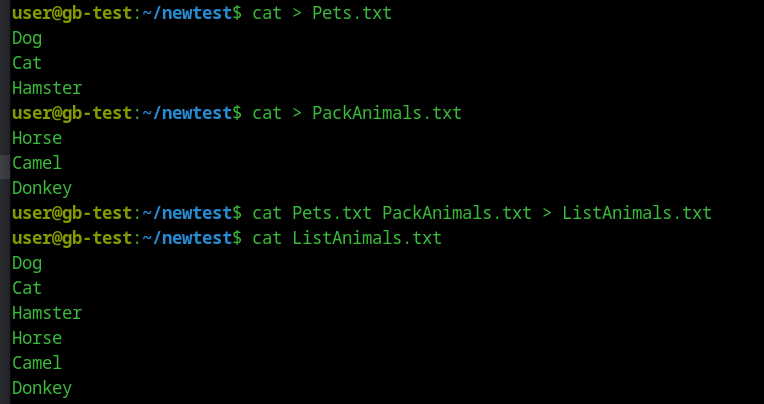 user@gb-test:~/newtest$ cat > Pets.txt
Dog
Cat
Hamster
user@gb-test:~/newtest$ cat > PackAnimals.txt
Horse
Camel
Donkey
user@gb-test:~/newtest$ cat Pets.txt PackAnimals.txt > ListAnimals.txt
user@gb-test:~/newtest$ cat ListAnimals.txt
Dog
Cat
Hamster
Horse
Camel
Donkey